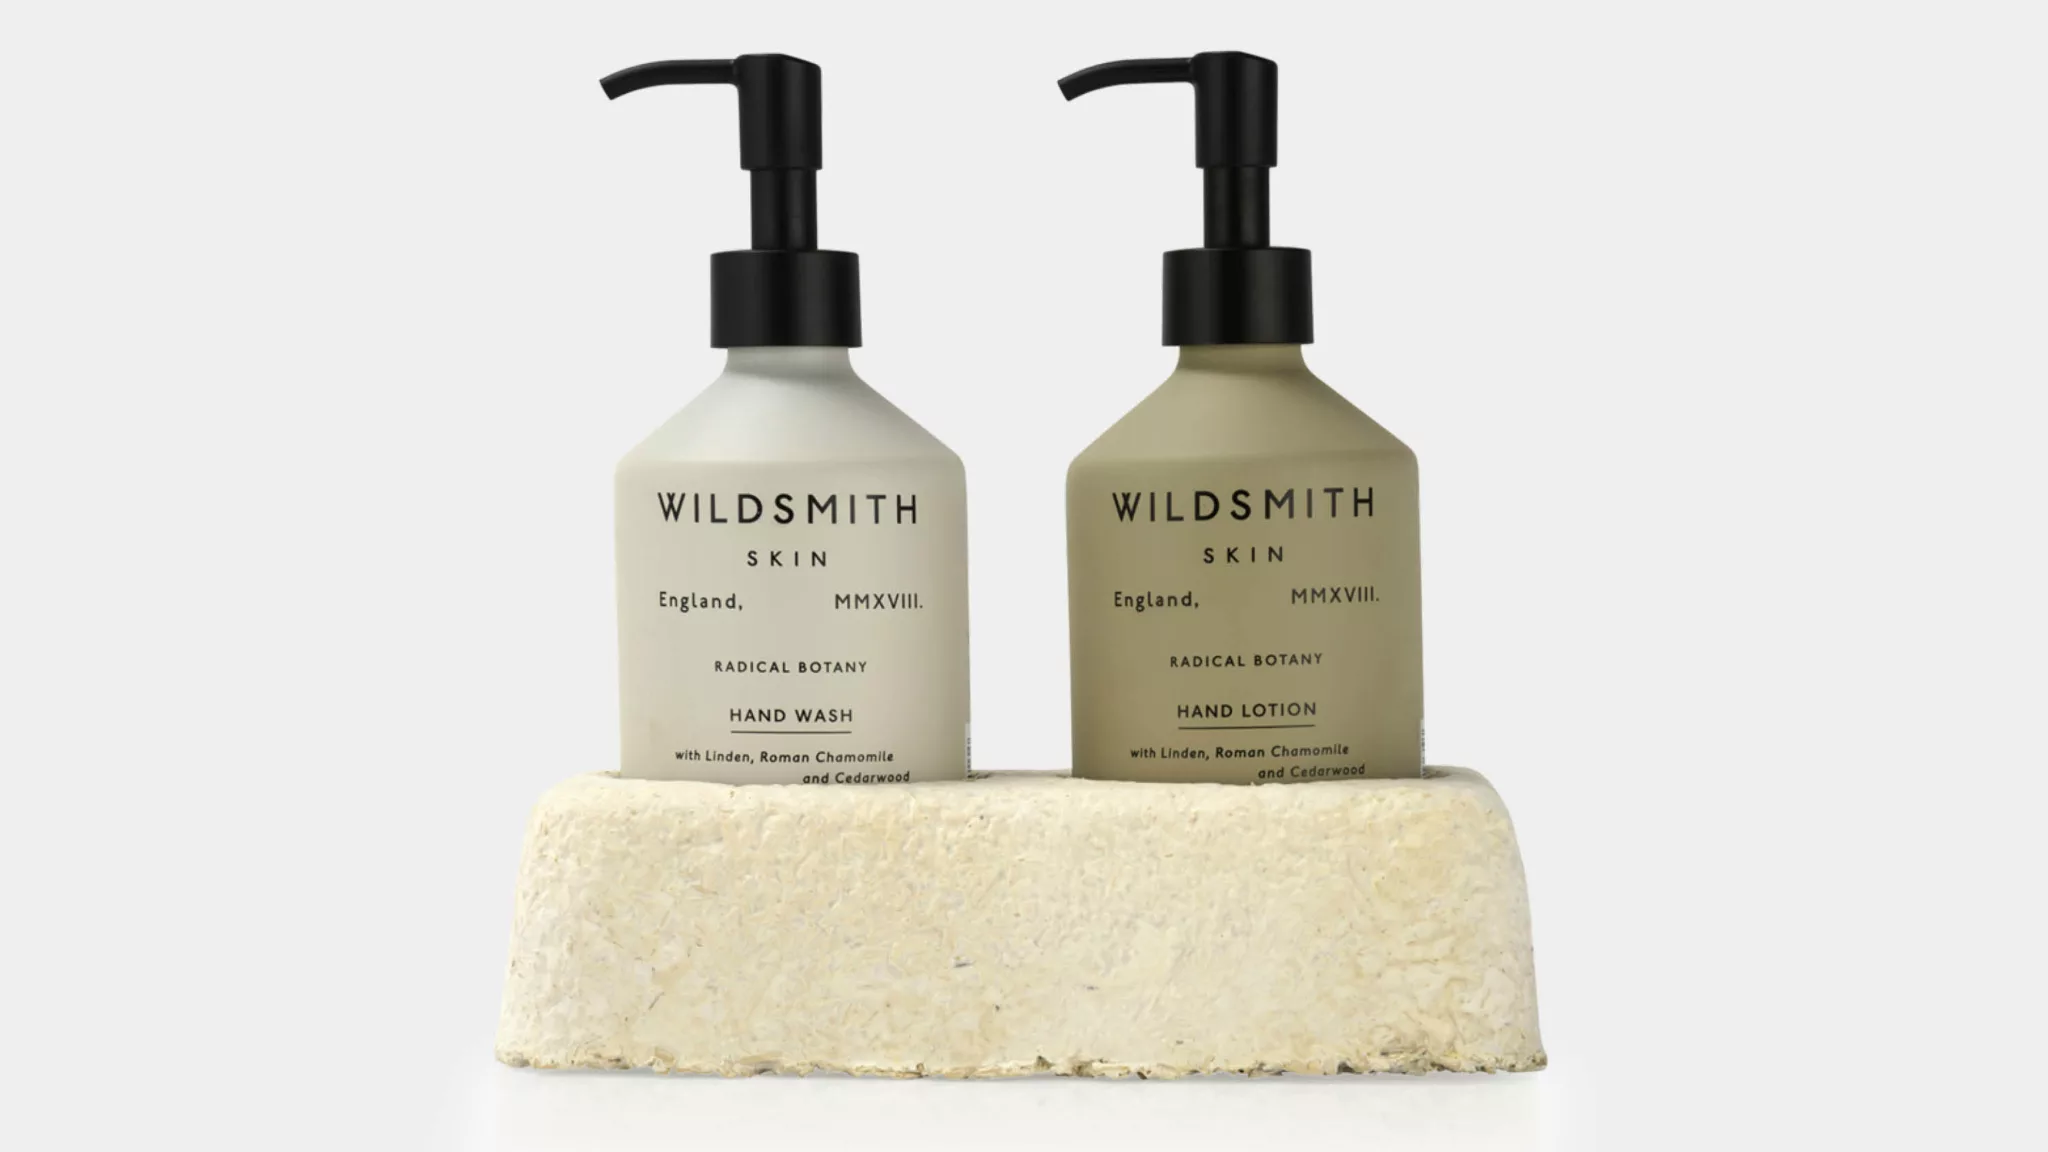 WILDSMITH
SKIN
England, MMXVIII.
RADICAL BOTANY
HAND WASH
with Linden, Roman Chamomile
and Cedarwood
WILDSMITH
SKIN
England, MMXVIII.
RADICAL BOTANY
HAND LOTION
with Linden, Roman Chamomile
and Cedarwood